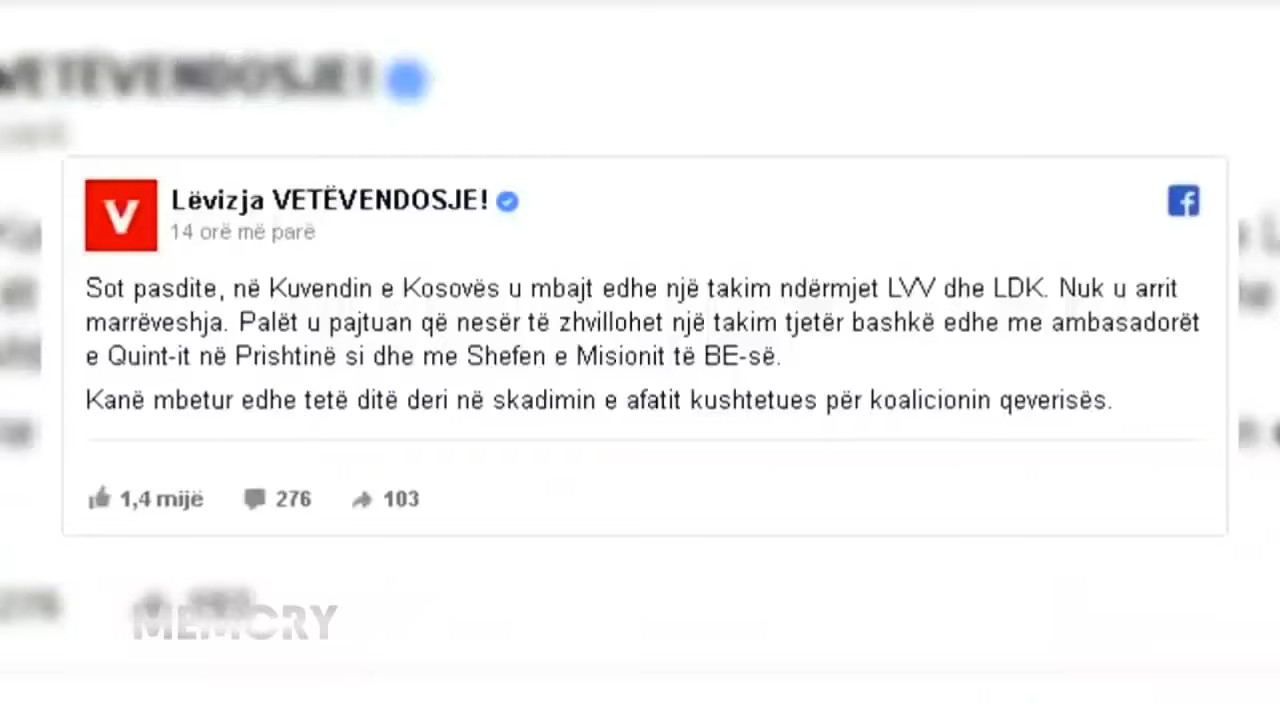 VETËVENDOSJE!
Lëvizja VETËVENDOSJE!
14 orë më parë
Sot pasdite, në Kuvendin e Kosovës u mbajt edhe një takim ndërmjet LVV dhe LDK. Nuk u arrit
marrëveshja. Palët u pajtuan që nesër të zhvillohet një takim tjetër bashkë edhe me ambasadorët
e Quint-it në Prishtinë si dhe me Shefen e Misionit të BE-së.
Kanë mbetur edhe tetë ditë deri në skadimin e afatit kushtetues për koalicionin qeverisës.
1,4 mijë 276 103
276
MEMORY